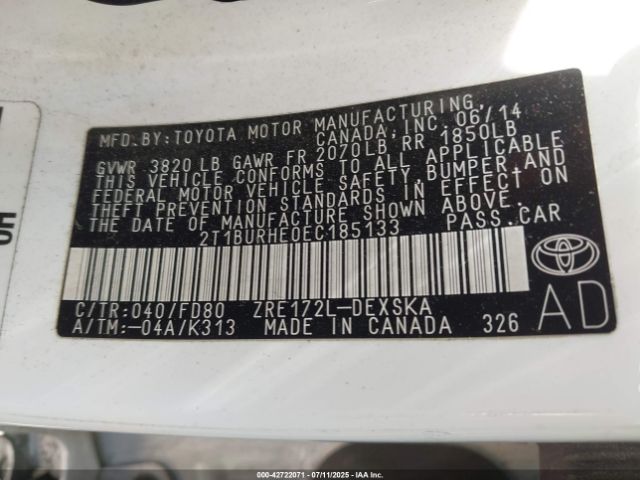 MFD.BY:TOYOTA MOTOR MANUFACTURING,
CANADA,INC. 06/14
GVWR 3820 LB GAWR FR 2070LB, RR 1850LB
THIS VEHICLE CONFORMS TO ALL APPLICABLE
FEDERAL MOTOR VEHICLE SAFETY, BUMPER, AND
THEFT PREVENTION STANDARDS IN EFFECT ON
THE DATE OF MANUFACTURE SHOWN ABOVE.
2T1BURHE0EC185133 PASS.CAR
C/TR:040/FD80 ZRE172L-DEXSKA
A/TM:-04A/K313 MADE IN CANADA 326
AD
TOYOTA
000-42722071 - 07/11/2025 - IAAI.COM